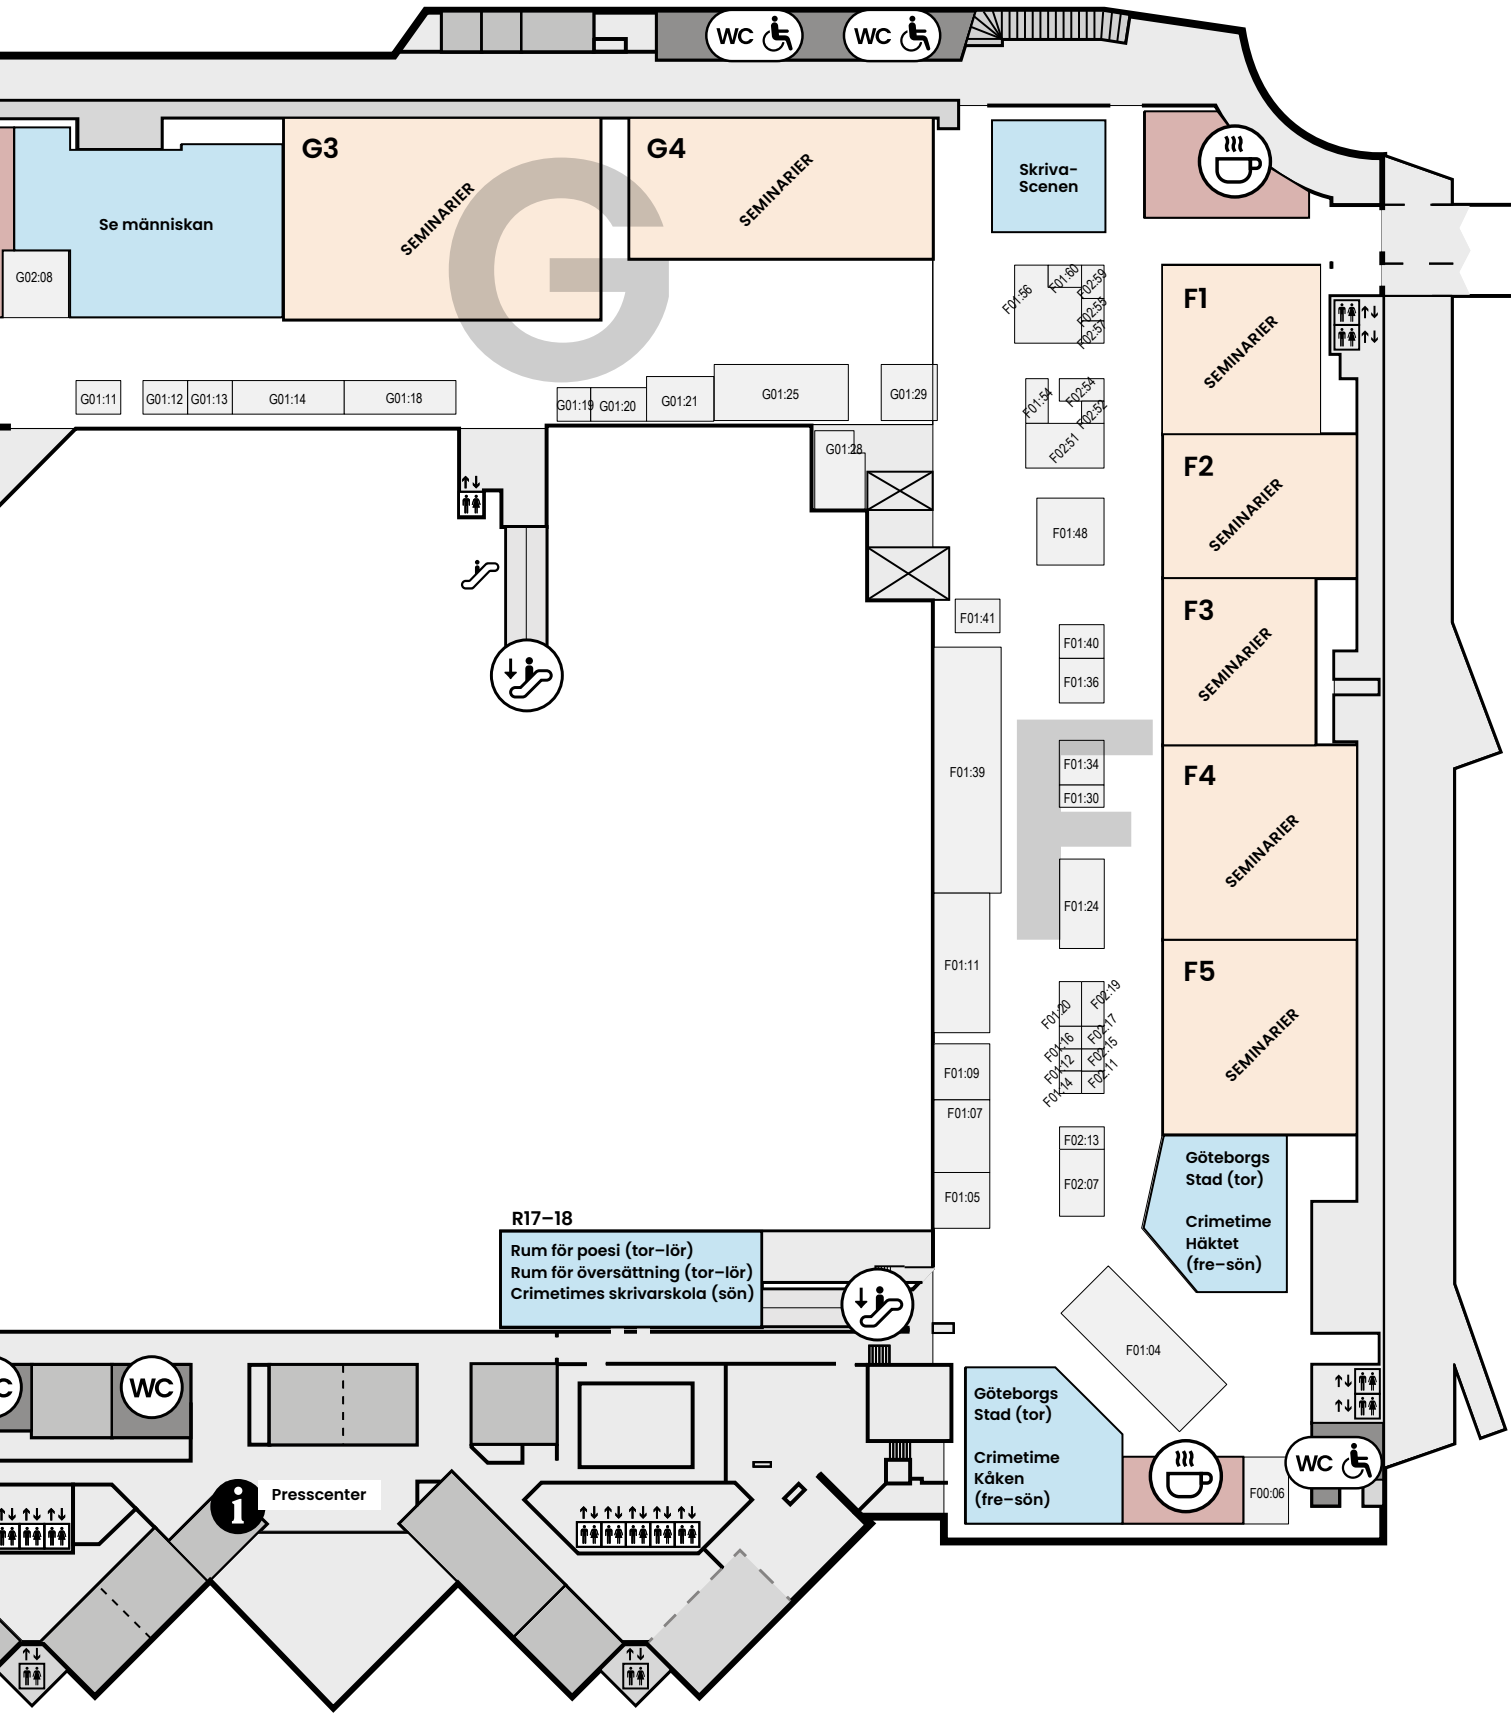 WC
WC
G3
SEMINARIER
G4
SEMINARIER
G
Skriva-
Scenen
Se människan
G02:08
F01:56
F01:60
F02:59
F02:55
F02:57
F1
SEMINARIER
G01:11
G01:12
G01:13
G01:14
G01:18
G01:19
G01:20
G01:21
G01:25
G01:29
G01:28
F01:54
F02:54
F02:52
F02:51
F2
SEMINARIER
F01:48
F01:41
F01:40
F01:36
F3
SEMINARIER
F
F01:39
F01:34
F01:30
F4
SEMINARIER
F01:24
F01:11
F5
SEMINARIER
F01:20
F02:19
F01:16
F02:17
F01:12
F02:15
F01:14
F02:11
F01:09
F01:07
F01:05
F02:13
F02:07
Göteborgs
Stad (tor)
Crimetime
Häktet
(fre–sön)
R17–18
Rum för poesi (tor–lör)
Rum för översättning (tor–lör)
Crimetimes skrivarskola (sön)
F01:04
Göteborgs
Stad (tor)
Crimetime
Kåken
(fre–sön)
F00:06
WC
C
WC
i
Presscenter